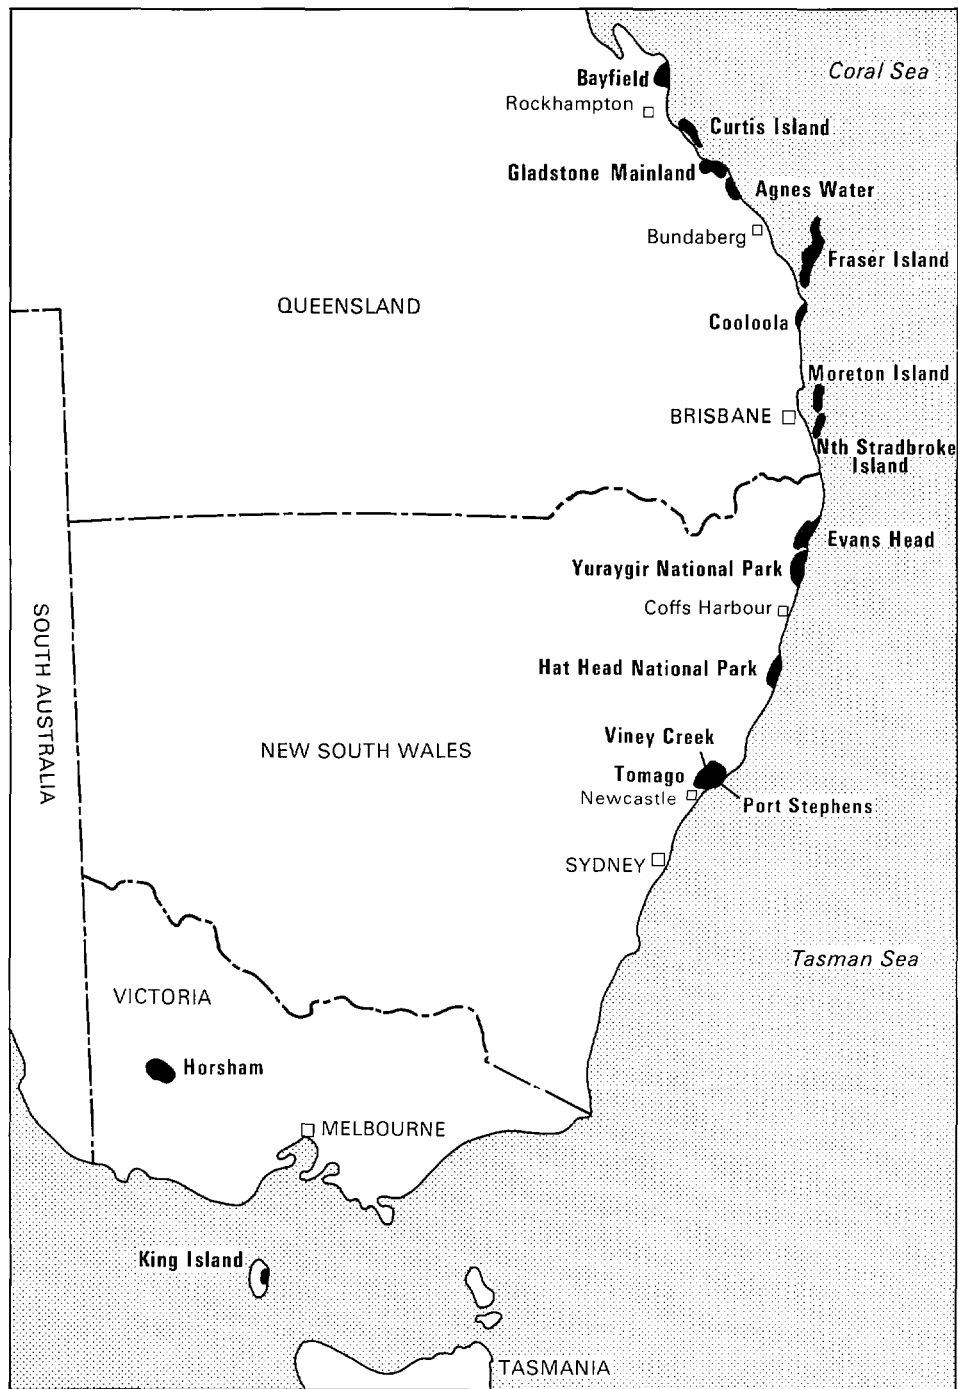 Coral Sea
Bayfield
Rockhampton
Curtis Island
Gladstone Mainland
Agnes Water
Bundaberg
Fraser Island
QUEENSLAND
Cooloola
Moreton Island
BRISBANE
Nth Stradbroke
Island
Evans Head
Yuraygir National Park
SOUTH AUSTRALIA
Coffs Harbour
Hat Head National Park
Viney Creek
NEW SOUTH WALES
Tomago
Newcastle
Port Stephens
SYDNEY
Tasman Sea
VICTORIA
Horsham
MELBOURNE
King Island
TASMANIA